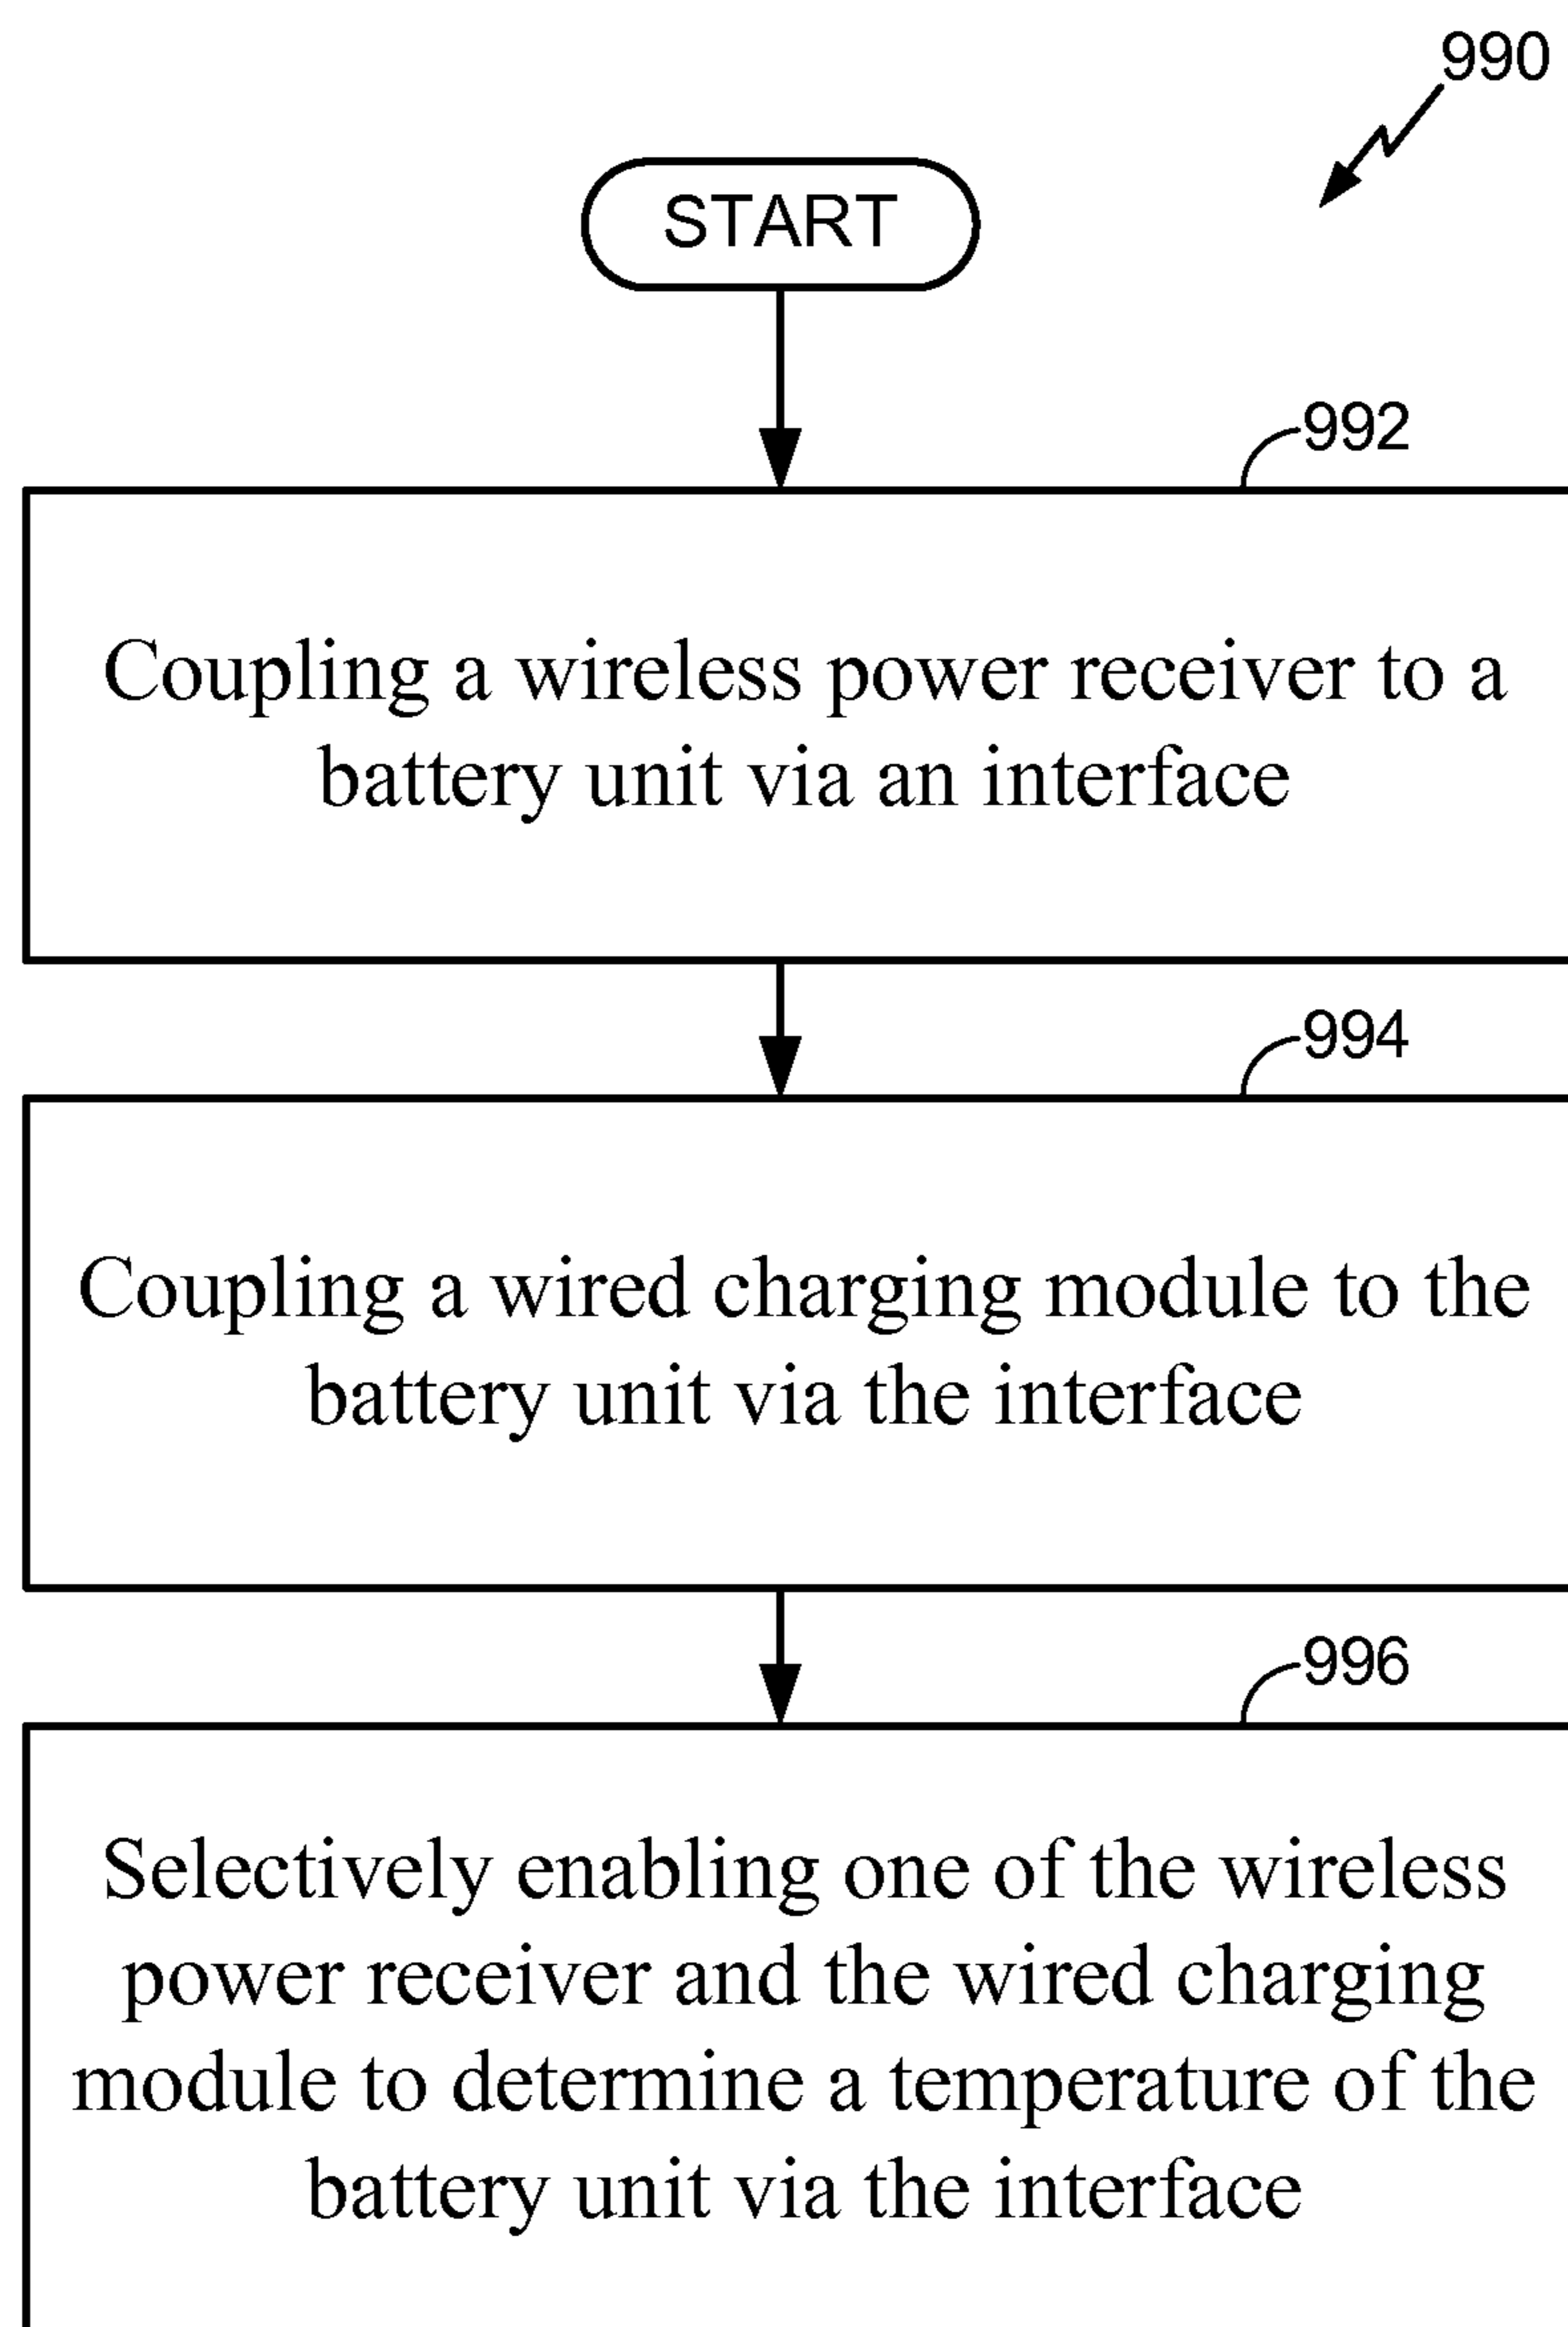 990
START
992
Coupling a wireless power receiver to a
battery unit via an interface
994
Coupling a wired charging module to the
battery unit via the interface
996
Selectively enabling one of the wireless
power receiver and the wired charging
module to determine a temperature of the
battery unit via the interface